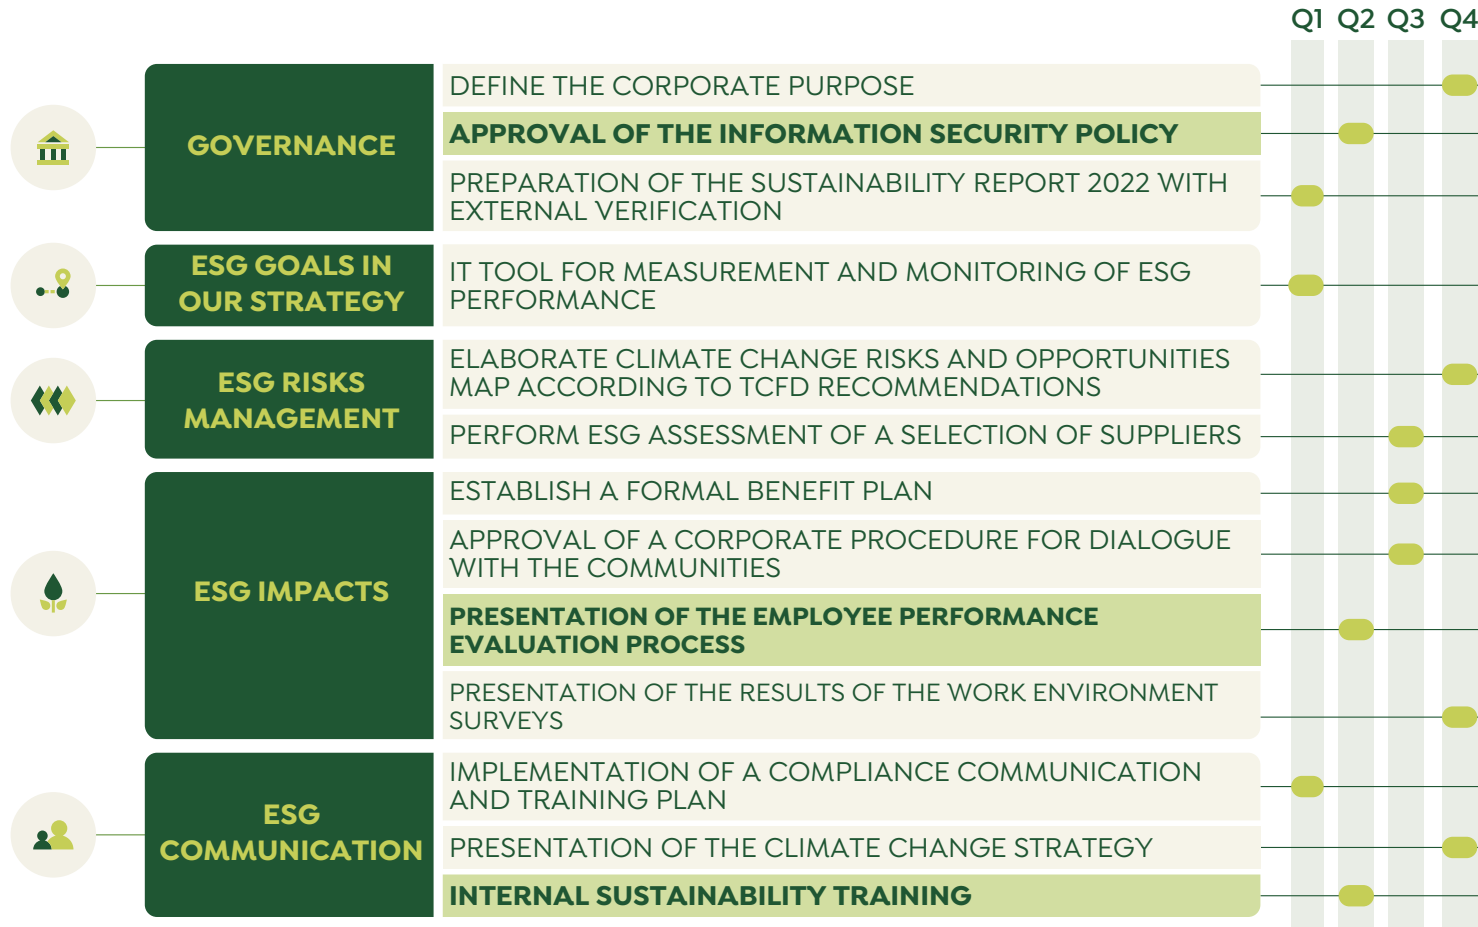 Q1 Q2 Q3 Q4
GOVERNANCE
DEFINE THE CORPORATE PURPOSE
APPROVAL OF THE INFORMATION SECURITY POLICY
PREPARATION OF THE SUSTAINABILITY REPORT 2022 WITH
EXTERNAL VERIFICATION
ESG GOALS IN
OUR STRATEGY
IT TOOL FOR MEASUREMENT AND MONITORING OF ESG
PERFORMANCE
ESG RISKS
MANAGEMENT
ELABORATE CLIMATE CHANGE RISKS AND OPPORTUNITIES
MAP ACCORDING TO TCFD RECOMMENDATIONS
PERFORM ESG ASSESSMENT OF A SELECTION OF SUPPLIERS
ESG IMPACTS
ESTABLISH A FORMAL BENEFIT PLAN
APPROVAL OF A CORPORATE PROCEDURE FOR DIALOGUE
WITH THE COMMUNITIES
PRESENTATION OF THE EMPLOYEE PERFORMANCE
EVALUATION PROCESS
PRESENTATION OF THE RESULTS OF THE WORK ENVIRONMENT
SURVEYS
ESG
COMMUNICATION
IMPLEMENTATION OF A COMPLIANCE COMMUNICATION
AND TRAINING PLAN
PRESENTATION OF THE CLIMATE CHANGE STRATEGY
INTERNAL SUSTAINABILITY TRAINING